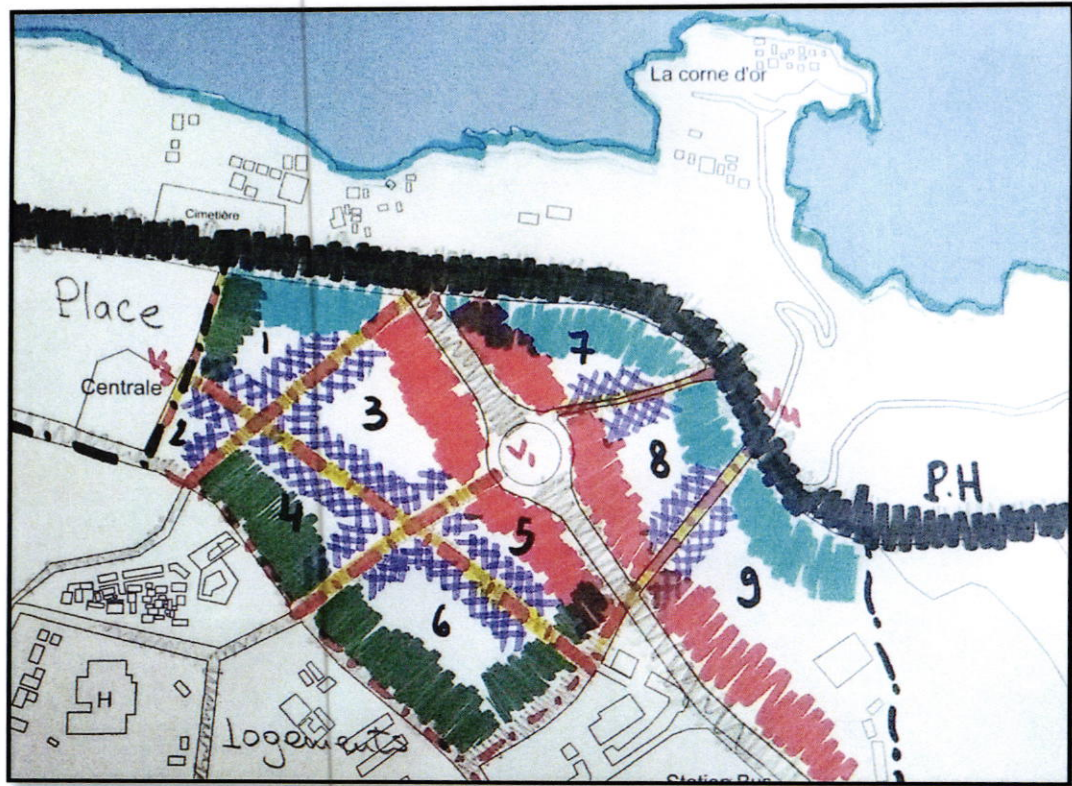 La corne d'or
Cimetière
Place
Centrale
1
7
2
3
8
P.H
4
5
9
6
H
Logements
Station Bus